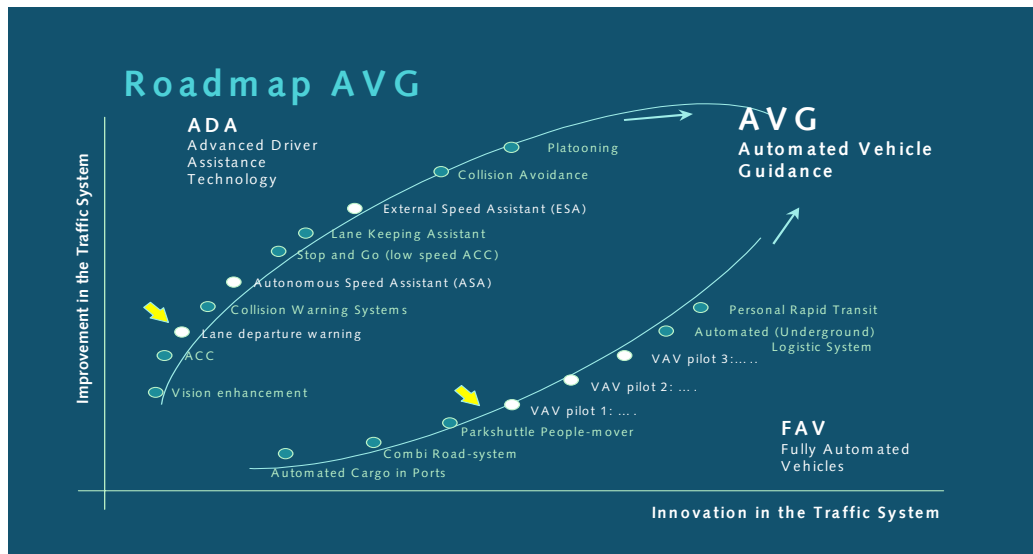 Roadmap AVG
ADA
Advanced Driver
Assistance
Technology
AVG
Automated Vehicle
Guidance
Improvement in the Traffic System
Platooning
Collision Avoidance
External Speed Assistant (ESA)
Lane Keeping Assistant
Stop and Go (low speed ACC)
Autonomous Speed Assistant (ASA)
Collision Warning Systems
Lane departure warning
ACC
Vision enhancement
Personal Rapid Transit
Automated (Underground)
Logistic System
VAV pilot 3:.....
VAV pilot 2: ....
VAV pilot 1: ....
Parkshuttle People-mover
Combi Road-system
Automated Cargo in Ports
FAV
Fully Automated
Vehicles
Innovation in the Traffic System